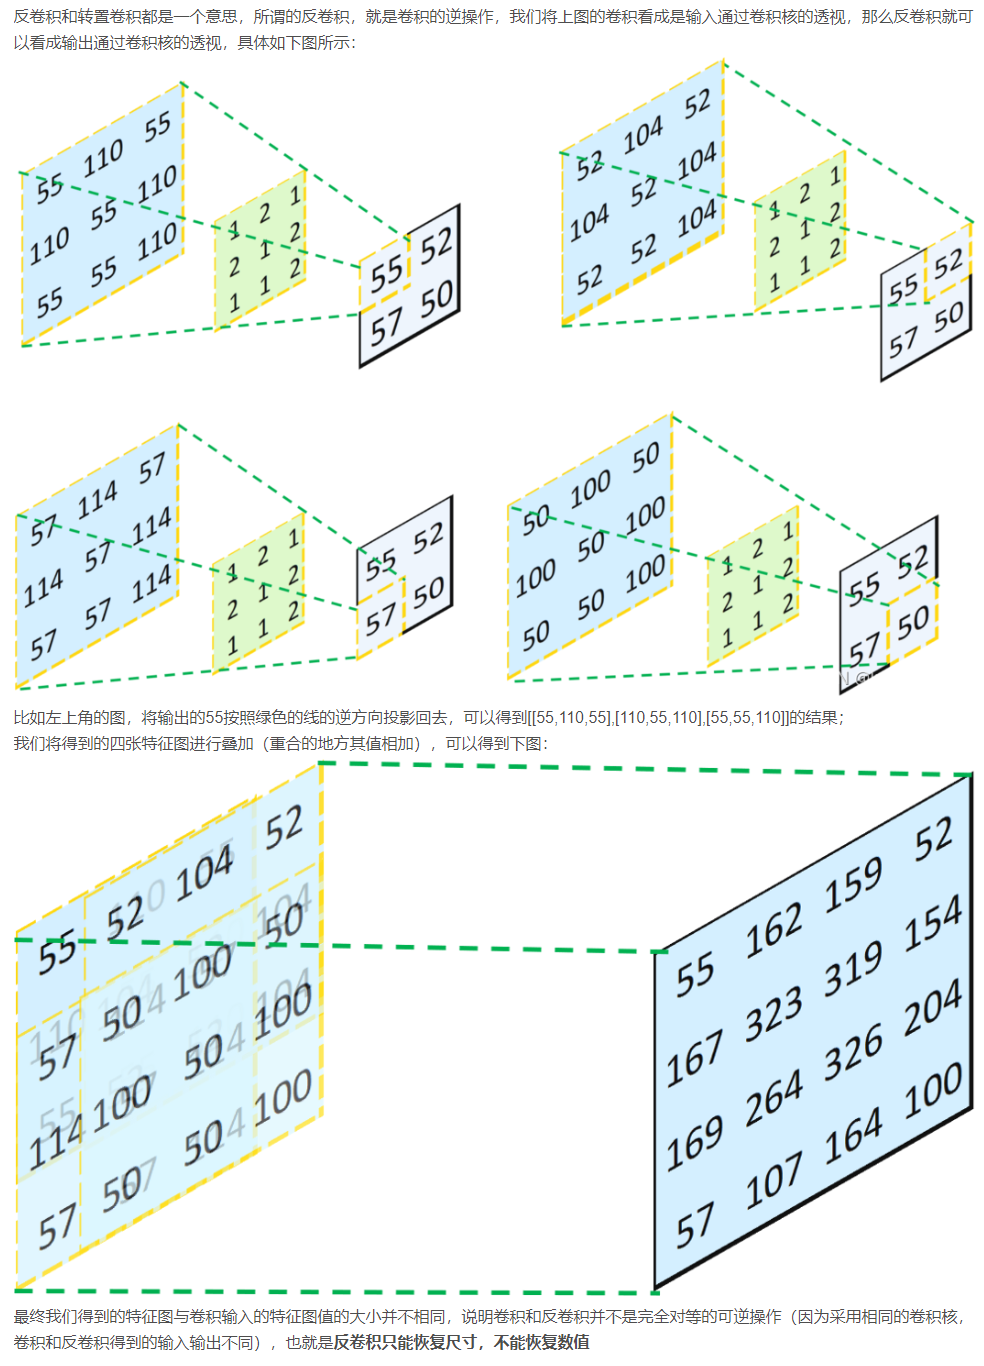 反卷积和转置卷积都是一个意思，所谓的反卷积，就是卷积的逆操作，我们将上图的卷积看成是输入通过卷积核的透视，那么反卷积就可
以看成输出通过卷积核的透视，具体如下图所示：
55 110 55
110 55 110
55 55 110
1 2 1
2 1 2
1 1 2
55 52
57 50
52 104 52
104 52 104
52 52 104
1 2 1
2 1 2
1 1 2
55 52
57 50
57 114 57
114 57 114
57 57 114
1 2 1
2 1 2
1 1 2
55 52
57 50
50 100 50
100 50 100
50 50 100
1 2 1
2 1 2
1 1 2
55 52
57 50
比如左上角的图，将输出的55按照绿色的线的逆方向投影回去，可以得到[[55,110,55],[110,55,110],[55,55,110]]的结果；
我们将得到的四张特征图进行叠加（重合的地方其值相加），可以得到下图：
55 52 104 52
57 50 100 50
114 100 50 100
57 50 50 100
55 162 159 52
167 323 319 154
169 264 326 204
57 107 164 100
最终我们得到的特征图与卷积输入的特征图值的大小并不相同，说明卷积和反卷积并不是完全对等的可逆操作（因为采用相同的卷积核，
卷积和反卷积得到的输入输出不同），也就是反卷积只能恢复尺寸，不能恢复数值